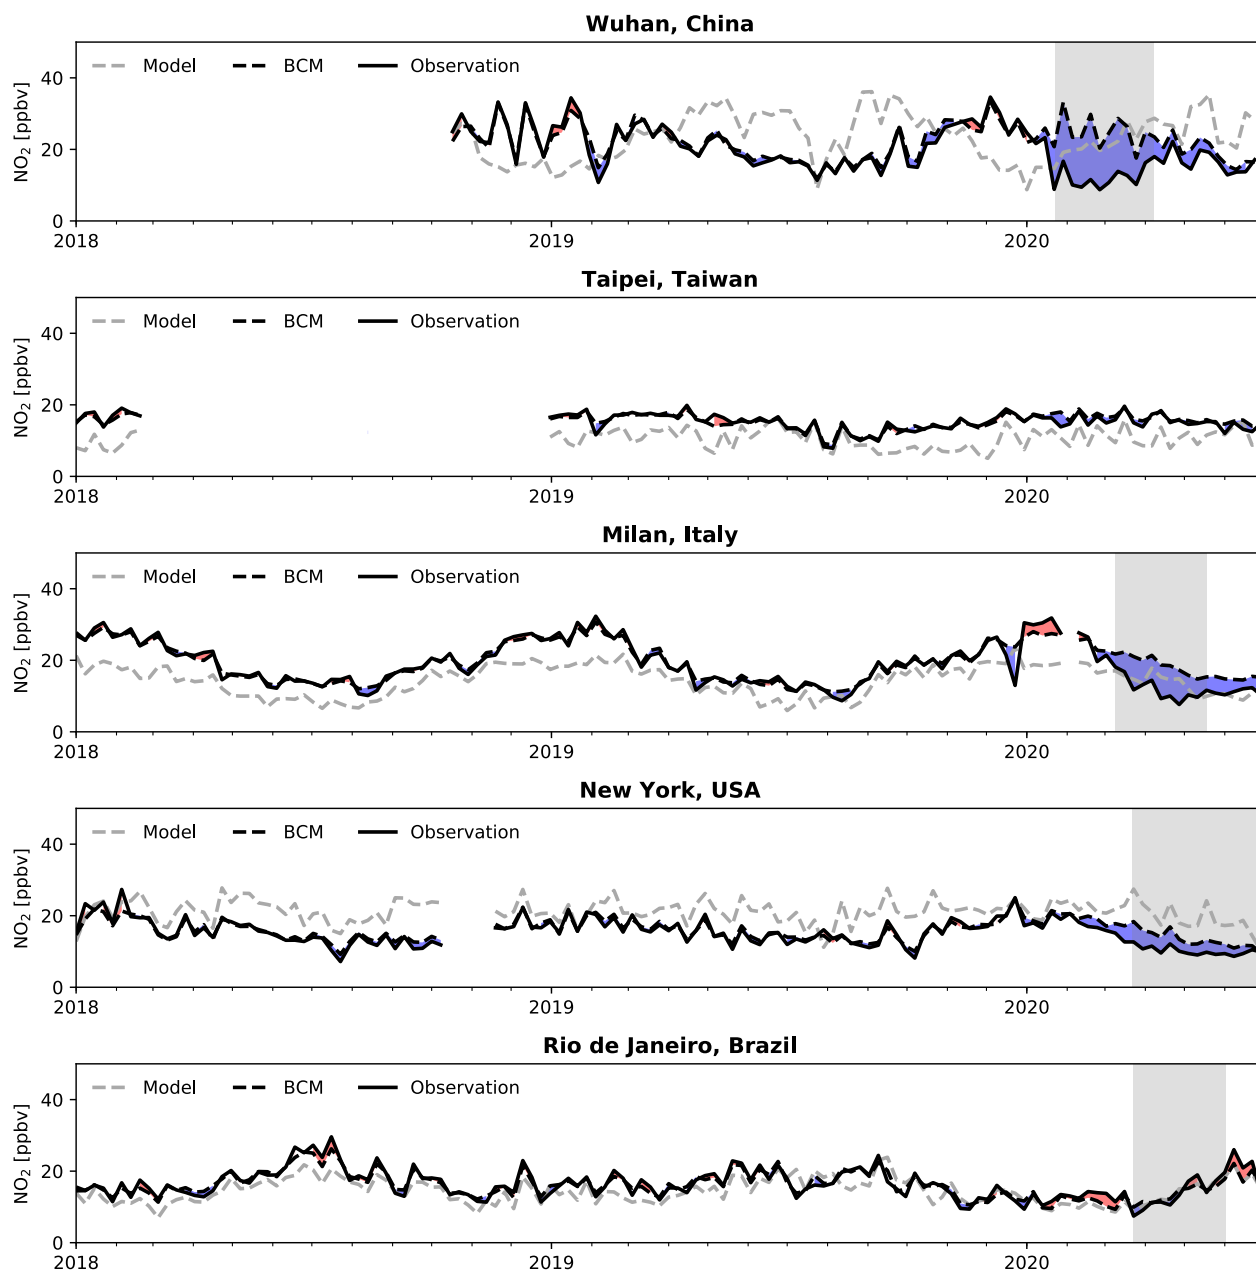 Wuhan, China
Model BCM Observation
NO₂ [ppbv]
40
20
0
2018 2019 2020
Taipei, Taiwan
Model BCM Observation
NO₂ [ppbv]
40
20
0
2018 2019 2020
Milan, Italy
Model BCM Observation
NO₂ [ppbv]
40
20
0
2018 2019 2020
New York, USA
Model BCM Observation
NO₂ [ppbv]
40
20
0
2018 2019 2020
Rio de Janeiro, Brazil
Model BCM Observation
NO₂ [ppbv]
40
20
0
2018 2019 2020